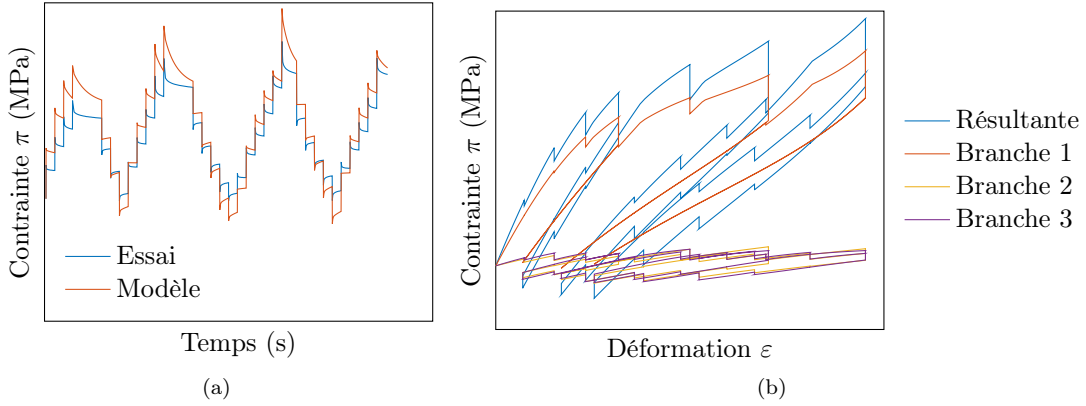 Contrainte π (MPa)
Essai
Modèle
Temps (s)
(a)
Contrainte π (MPa)
Déformation ε
(b)
Résultante
Branche 1
Branche 2
Branche 3